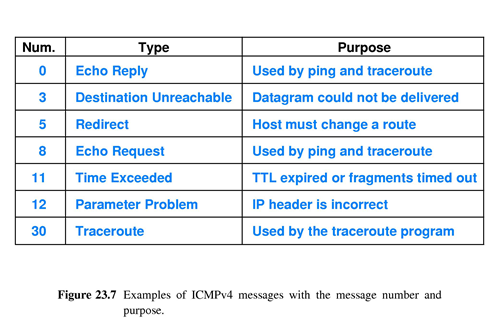 Num. Type Purpose
0 Echo Reply Used by ping and traceroute
3 Destination Unreachable Datagram could not be delivered
5 Redirect Host must change a route
8 Echo Request Used by ping and traceroute
11 Time Exceeded TTL expired or fragments timed out
12 Parameter Problem IP header is incorrect
30 Traceroute Used by the traceroute program
Figure 23.7 Examples of ICMPv4 messages with the message number and
purpose.